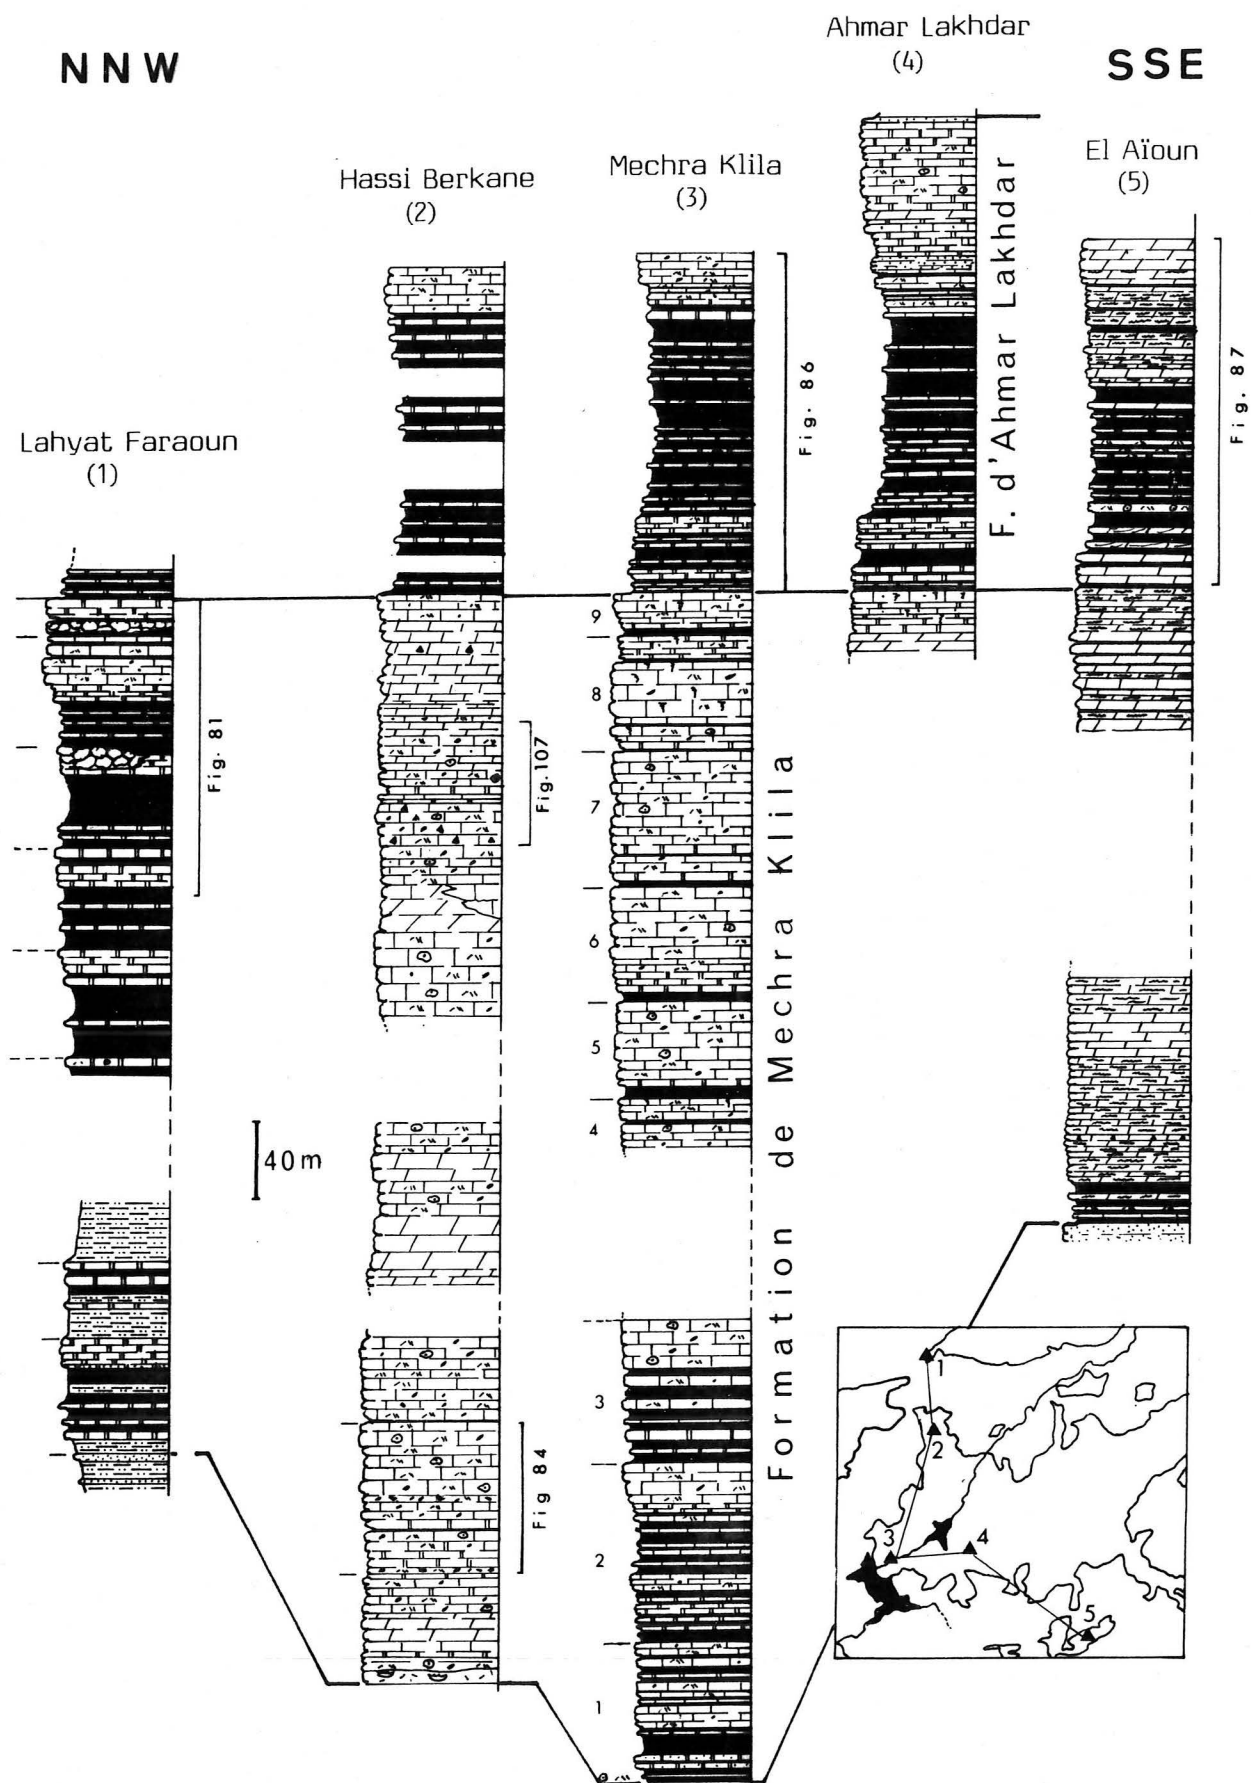 NNW
SSE
Ahmar Lakhdar
(4)
El Aïoun
(5)
Mechra Klila
(3)
Hassi Berkane
(2)
Lahyat Faraoun
(1)
F. d'Ahmar Lakhdar
Fig. 86
Fig. 87
Fig. 81
Fig. 107
Fig 84
Formation de Mechra Klila
9
8
7
6
5
4
3
2
1
40m
1
2
3
4
5